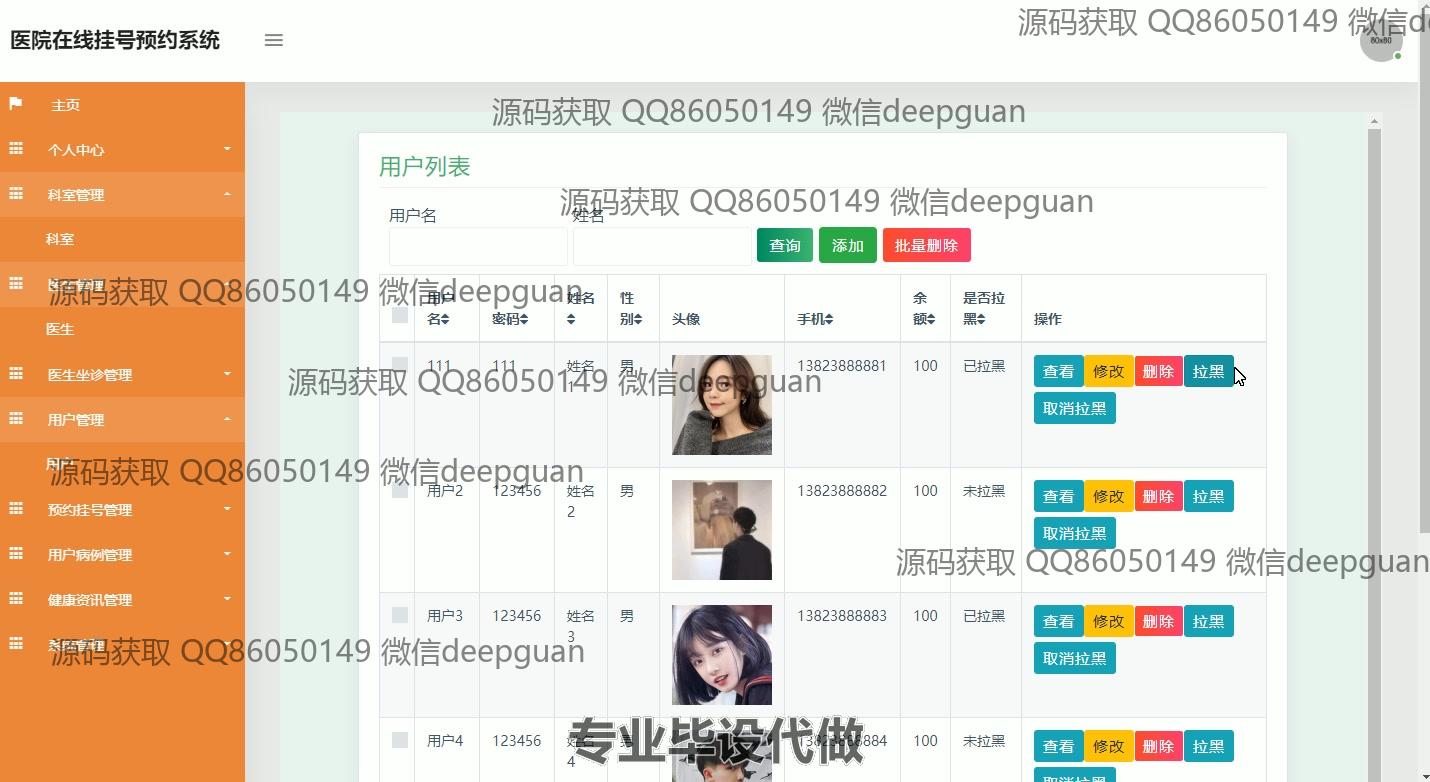 医院在线挂号预约系统
源码获取 QQ86050149 微信de
80x80
主页
源码获取 QQ86050149 微信deepguan
个人中心
用户列表
科室管理
源码获取 QQ86050149 微信deepguan
用户名 姓名
科室
查询 添加 批量删除
源码获取 QQ86050149 微信deepguan
用户名 密码 姓名 性别 头像 手机 余额 是否拉黑 操作
医生
医生坐诊管理
源码获取 QQ86050149 微信deepguan
111 111 姓名1 男 13823888881 100 已拉黑 查看 修改 删除 拉黑
取消拉黑
用户管理
用户
源码获取 QQ86050149 微信deepguan
用户2 123456 姓名2 男 13823888882 100 未拉黑 查看 修改 删除 拉黑
取消拉黑
预约挂号管理
用户病例管理
源码获取 QQ86050149 微信deepguan
健康资讯管理
用户3 123456 姓名3 男 13823888883 100 已拉黑 查看 修改 删除 拉黑
取消拉黑
源码获取 QQ86050149 微信deepguan
用户4 123456 姓名4 男 13823888884 100 未拉黑 查看 修改 删除 拉黑
取消拉黑
专业毕设代做